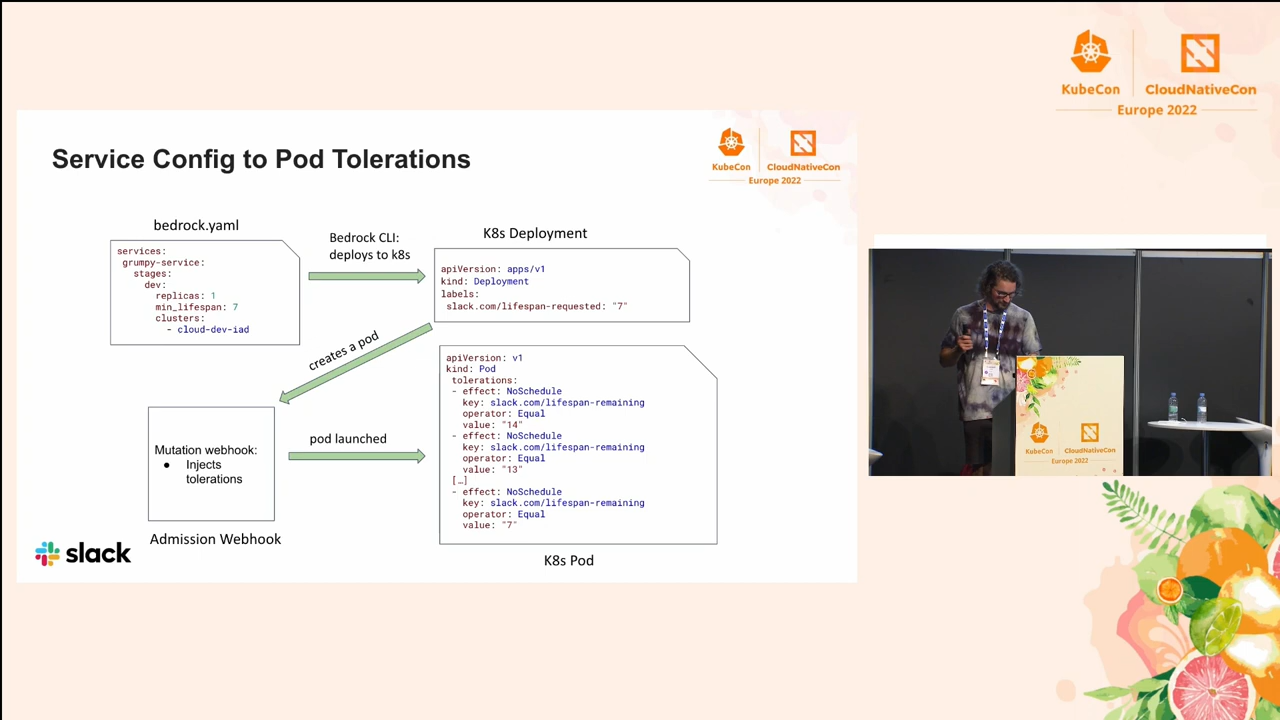 KubeCon
CloudNativeCon
Europe 2022
Service Config to Pod Tolerations
KubeCon
CloudNativeCon
Europe 2022
bedrock.yaml
services:
grumpy-service:
stages:
dev:
replicas: 1
min_lifespan: 7
clusters:
- cloud-dev-iad
Bedrock CLI:
deploys to k8s
K8s Deployment
apiVersion: apps/v1
kind: Deployment
labels:
slack.com/lifespan-requested: "7"
creates a pod
Mutation webhook:
● Injects
tolerations
Admission Webhook
pod launched
apiVersion: v1
kind: Pod
tolerations:
- effect: NoSchedule
key: slack.com/lifespan-remaining
operator: Equal
value: "14"
- effect: NoSchedule
key: slack.com/lifespan-remaining
operator: Equal
value: "13"
[…]
- effect: NoSchedule
key: slack.com/lifespan-remaining
operator: Equal
value: "7"
K8s Pod
slack
KubeCon
CloudNativeCon
Europe 2022